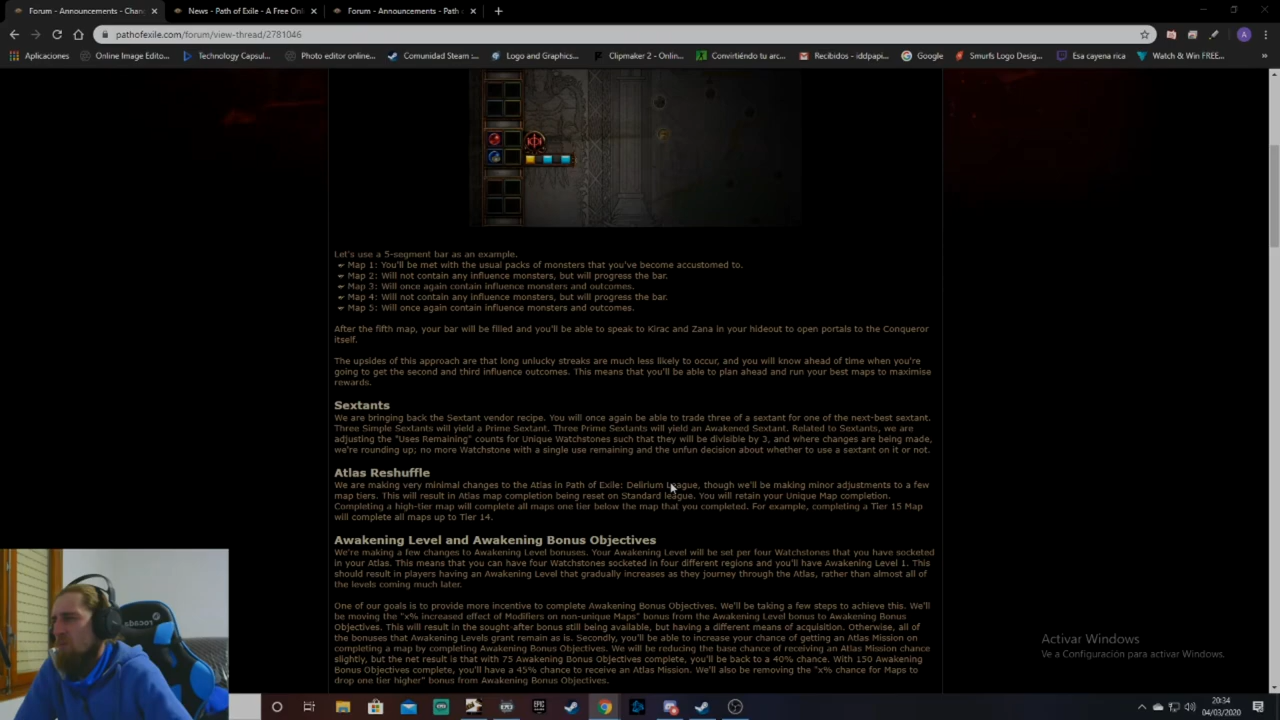 Forum - Announcements - Chan
News - Path of Exile - A Free Onli
Forum - Announcements - Path
pathofexile.com/forum/view-thread/2781046
A
Aplicaciones
Online Image Edito...
Technology Capsul...
Photo editor online...
Comunidad Steam :...
Logo and Graphics...
Clipmaker 2 - Onlin...
Convirtiéndo tu arc...
Recibidos - iddpapi...
Google
Smurfs Logo Desig...
Esa cayena rica
Watch & Win FREE...
Let's use a 5-segment bar as an example.
Map 1: You'll be met with the usual packs of monsters that you've become accustomed to.
Map 2: Will not contain any influence monsters, but will progress the bar.
Map 3: Will once again contain influence monsters and outcomes.
Map 4: Will not contain any influence monsters, but will progress the bar.
Map 5: Will once again contain influence monsters and outcomes.
After the fifth map, your bar will be filled and you'll be able to speak to Kirac and Zana in your hideout to open portals to the Conqueror
itself.
The upsides of this approach are that long unlucky streaks are much less likely to occur, and you will know ahead of time when you're
going to get the second and third influence outcomes. This means that you'll be able to plan ahead and run your best maps to maximise
rewards.
Sextants
We are bringing back the Sextant vendor recipe. You will once again be able to trade three of a sextant for one of the next-best sextant.
Three Simple Sextants will yield a Prime Sextant. Three Prime Sextants will yield an Awakened Sextant. Related to Sextants, we are
adjusting the "Uses Remaining" counts for Unique Watchstones such that they will be divisible by 3, and where changes are being made,
we're rounding up; no more Watchstone with a single use remaining and the unfun decision about whether to use a sextant on it or not.
Atlas Reshuffle
We are making very minimal changes to the Atlas in Path of Exile: Delirium League, though we'll be making minor adjustments to a few
map tiers. This will result in Atlas map completion being reset on Standard league. You will retain your Unique Map completion.
Completing a high-tier map will complete all maps one tier below the map that you completed. For example, completing a Tier 15 Map
will complete all maps up to Tier 14.
Awakening Level and Awakening Bonus Objectives
We're making a few changes to Awakening Level bonuses. Your Awakening Level will be set per four Watchstones that you have socketed
in your Atlas. This means that you can have four Watchstones socketed in four different regions and you'll have Awakening Level 1. This
should result in players having an Awakening Level that gradually increases as they journey through the Atlas, rather than almost all of
the levels coming much later.
One of our goals is to provide more incentive to complete Awakening Bonus Objectives. We'll be taking a few steps to achieve this. We'll
be moving the "x% increased effect of Modifiers on non-unique Maps" bonus from the Awakening Level bonus to Awakening Bonus
Objectives. This will result in the sought-after bonus still being available, but having a different means of acquisition. Otherwise, all of
the bonuses that Awakening Levels grant remain as is. Secondly, you'll be able to increase your chance of getting an Atlas Mission on
completing a map by completing Awakening Bonus Objectives. We will be reducing the base chance of receiving an Atlas Mission chance
slightly, but the net result is that with 75 Awakening Bonus Objectives complete, you'll be back to a 40% chance. With 150 Awakening
Bonus Objectives complete, you'll have a 45% chance to receive an Atlas Mission. We'll also be removing the "x% chance for Maps to
drop one tier higher" bonus from Awakening Bonus Objectives.
Activar Windows
Ve a Configuración para activar Windows.
20:34
04/03/2020